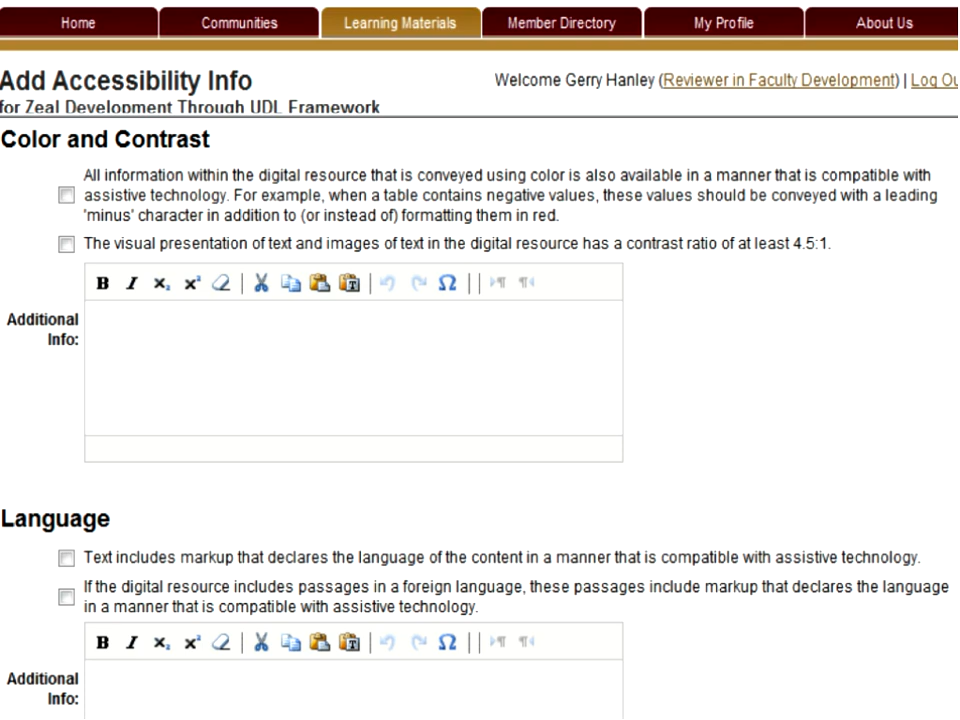 Home Communities Learning Materials Member Directory My Profile About Us
Add Accessibility Info
Welcome Gerry Hanley (Reviewer in Faculty Development) | Log Ou
for Zeal Development Through UDL Framework
Color and Contrast
All information within the digital resource that is conveyed using color is also available in a manner that is compatible with
assistive technology. For example, when a table contains negative values, these values should be conveyed with a leading
'minus' character in addition to (or instead of) formatting them in red.
The visual presentation of text and images of text in the digital resource has a contrast ratio of at least 4.5:1.
B I x₂ x² Ω
Additional
Info:
Language
Text includes markup that declares the language of the content in a manner that is compatible with assistive technology.
If the digital resource includes passages in a foreign language, these passages include markup that declares the language
in a manner that is compatible with assistive technology.
B I x₂ x² Ω
Additional
Info: